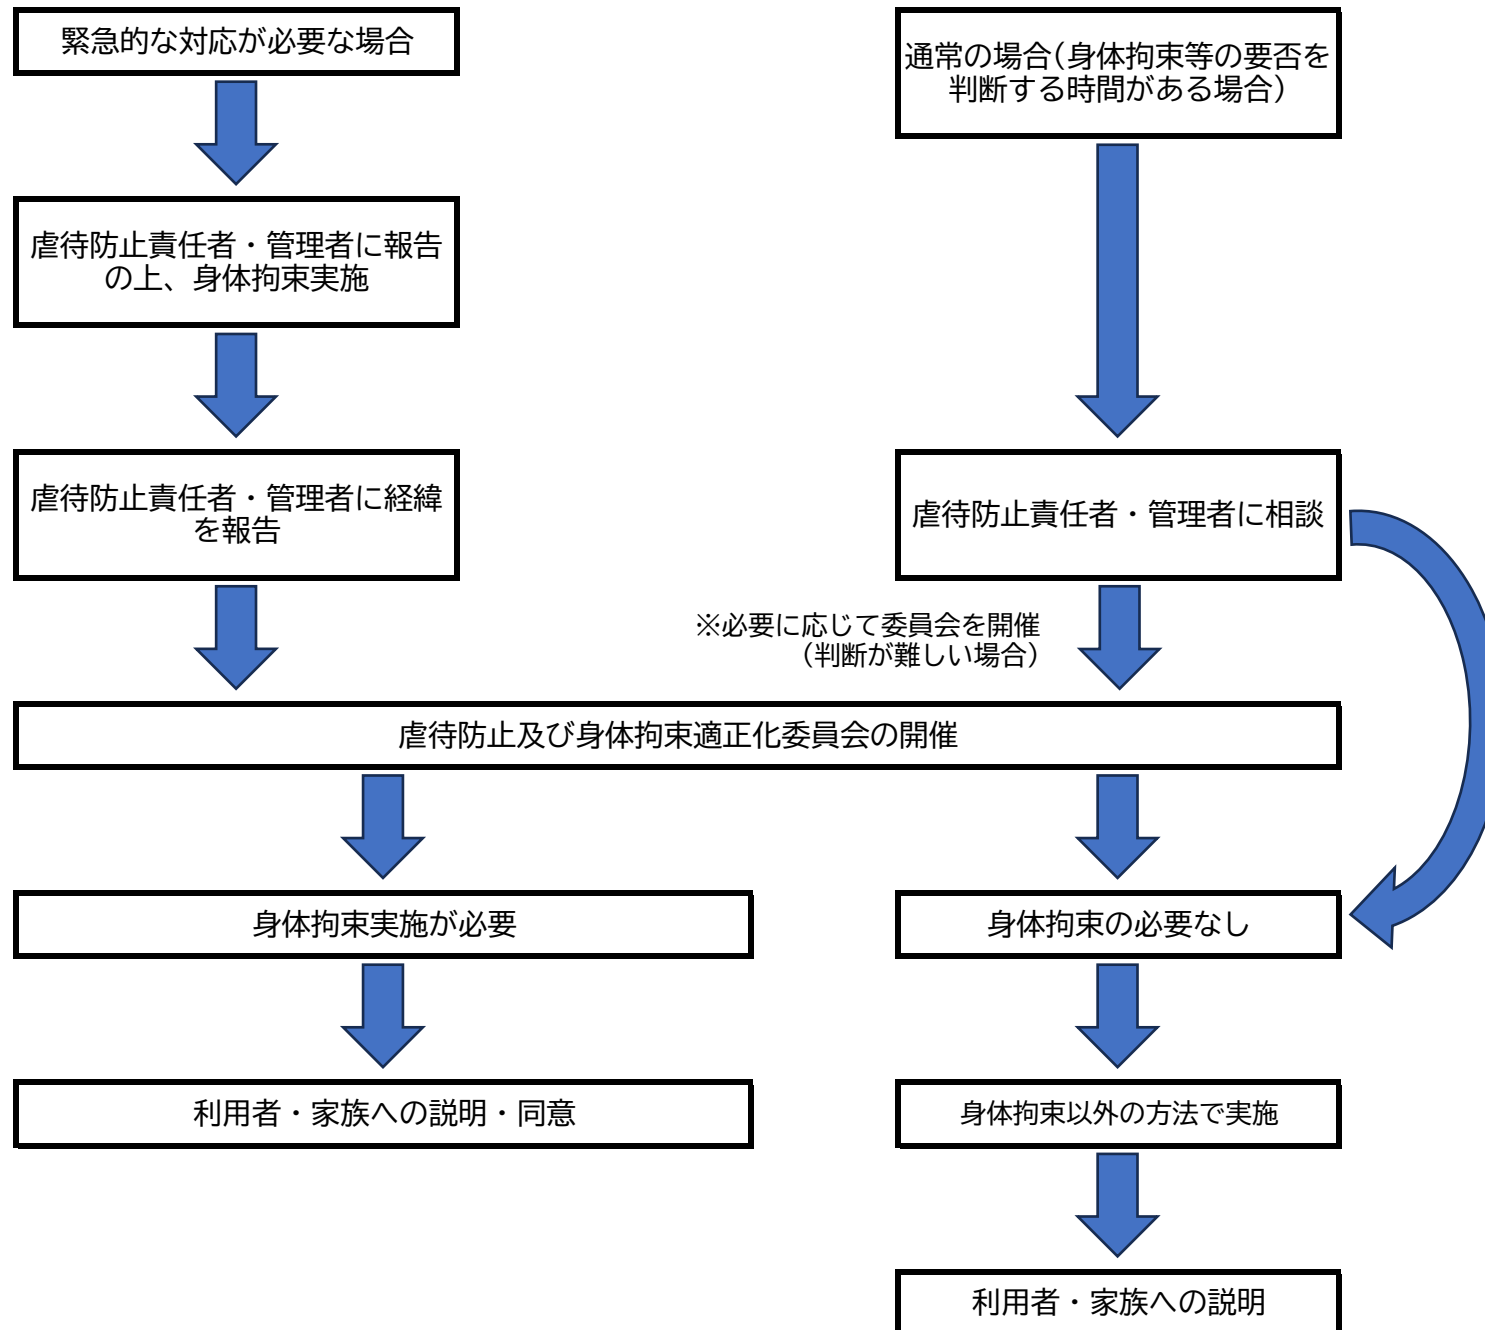 緊急的な対応が必要な場合
通常の場合（身体拘束等の要否を
判断する時間がある場合）
虐待防止責任者・管理者に報告
の上、身体拘束実施
虐待防止責任者・管理者に経緯
を報告
虐待防止責任者・管理者に相談
※必要に応じて委員会を開催
（判断が難しい場合）
虐待防止及び身体拘束適正化委員会の開催
身体拘束実施が必要
身体拘束の必要なし
利用者・家族への説明・同意
身体拘束以外の方法で実施
利用者・家族への説明